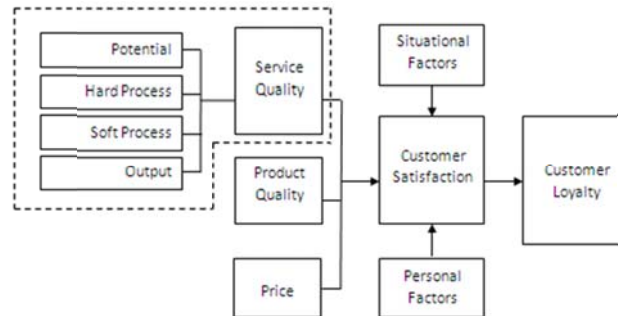 Potential
Hard Process
Soft Process
Output
Service
Quality
Product
Quality
Price
Situational
Factors
Customer
Satisfaction
Personal
Factors
Customer
Loyalty